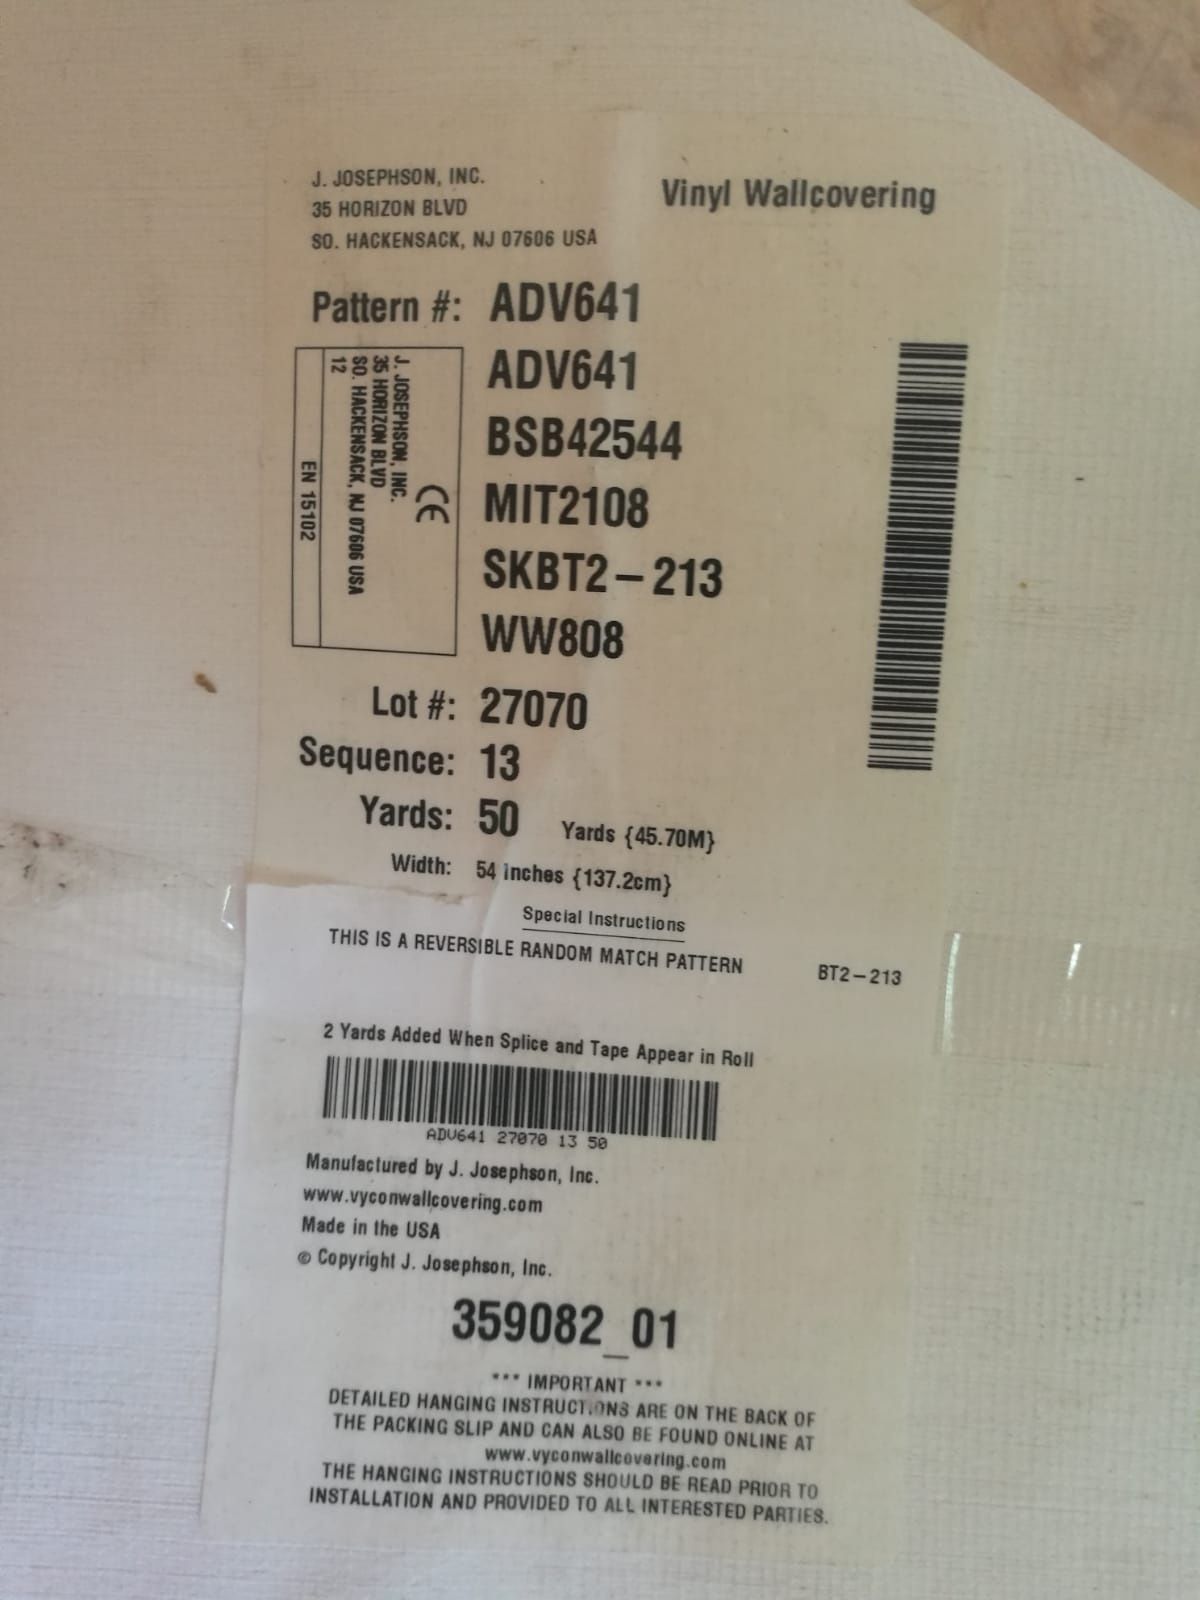 J. JOSEPHSON, INC.
35 HORIZON BLVD
SO. HACKENSACK, NJ 07606 USA
Vinyl Wallcovering
Pattern #: ADV641
ADV641
BSB42544
MIT2108
SKBT2-213
WW808
CE
J. JOSEPHSON, INC.
35 HORIZON BLVD
SO. HACKENSACK, NJ 07606 USA
12
EN 15102
Lot #: 27070
Sequence: 13
Yards: 50 Yards {45.70M}
Width: 54 Inches {137.2cm}
Special Instructions
THIS IS A REVERSIBLE RANDOM MATCH PATTERN BT2-213
2 Yards Added When Splice and Tape Appear in Roll
ADV641 27070 13 50
Manufactured by J. Josephson, Inc.
www.vyconwallcovering.com
Made in the USA
© Copyright J. Josephson, Inc.
359082_01
*** IMPORTANT ***
DETAILED HANGING INSTRUCTIONS ARE ON THE BACK OF
THE PACKING SLIP AND CAN ALSO BE FOUND ONLINE AT
www.vyconwallcovering.com
THE HANGING INSTRUCTIONS SHOULD BE READ PRIOR TO
INSTALLATION AND PROVIDED TO ALL INTERESTED PARTIES.